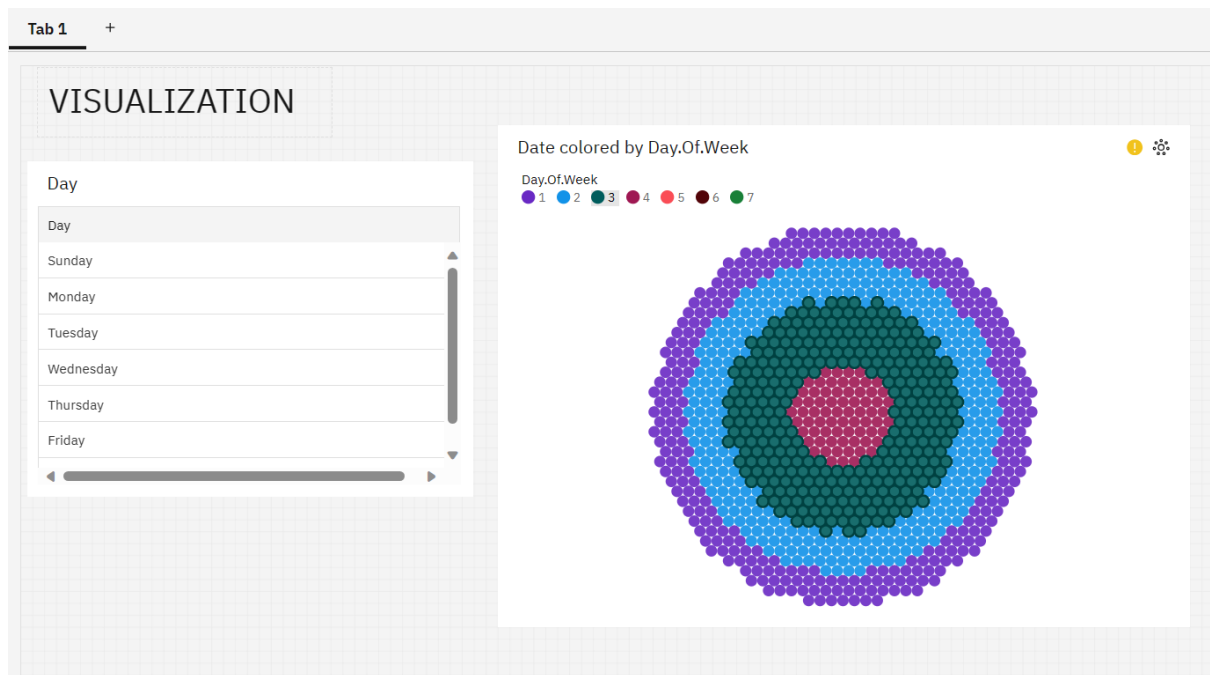 Tab 1 +
VISUALIZATION
Day
Day
Sunday
Monday
Tuesday
Wednesday
Thursday
Friday
Date colored by Day.Of.Week
Day.Of.Week
1 2 3 4 5 6 7